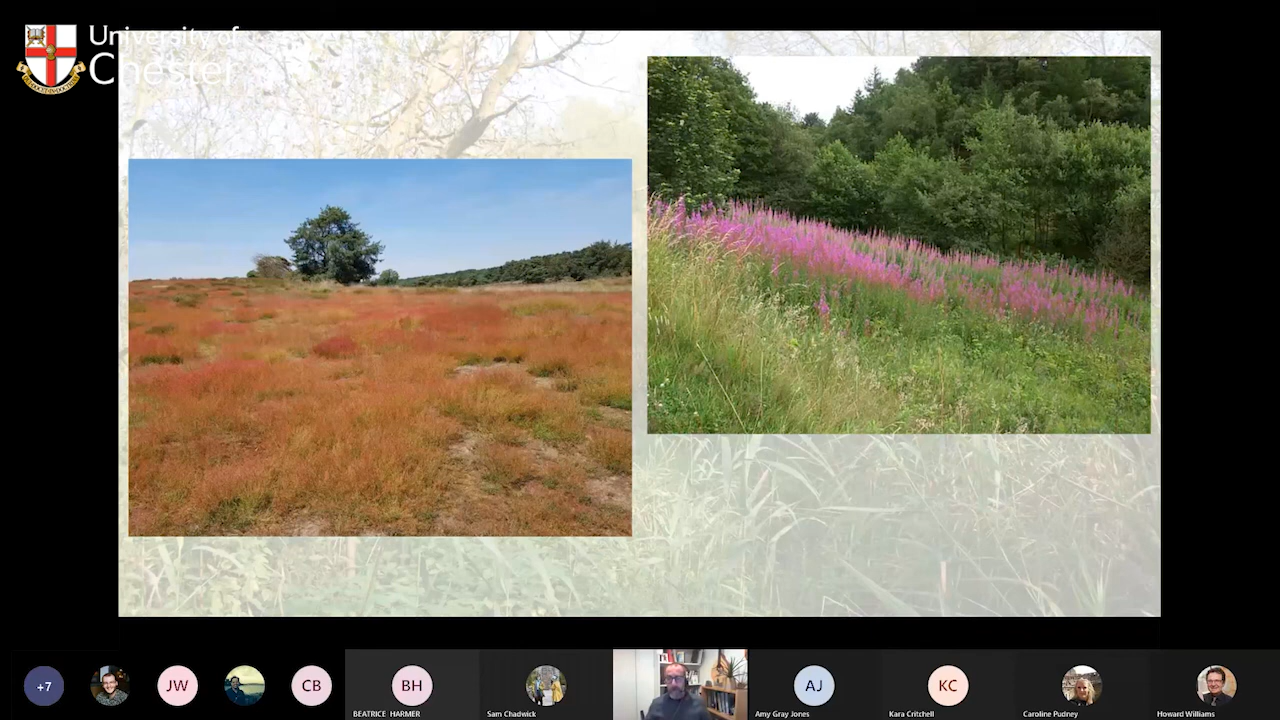 University of
Chester
+7
JW
CB
BH
BEATRICE HARMER
Sam Chadwick
AJ
Amy Gray Jones
KC
Kara Critchell
Caroline Pudney
Howard Williams